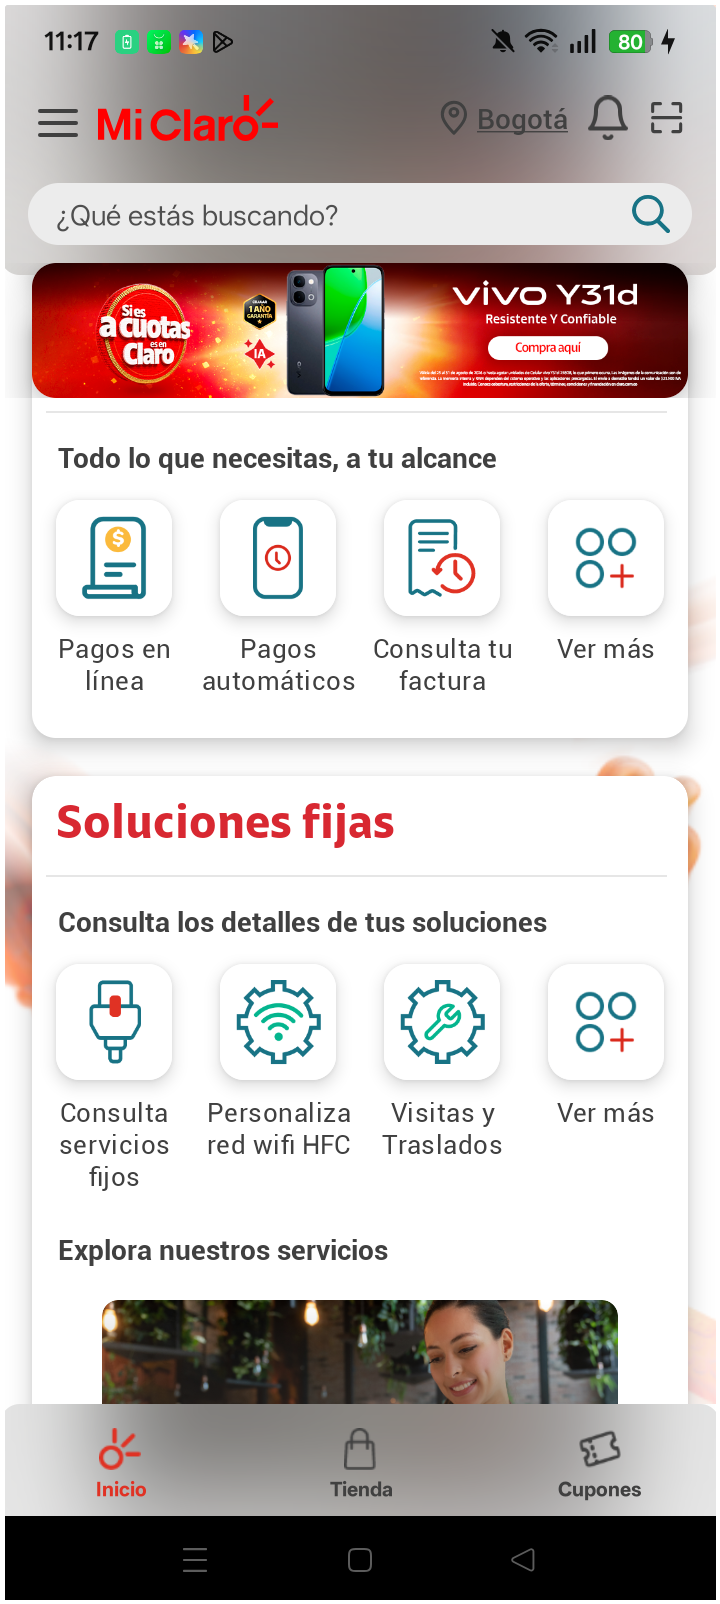 11:17
80
Mi Claro
Bogotá
¿Qué estás buscando?
Si es
a cuotas
es en
Claro
1 AÑO
GARANTÍA
IA
vivo Y31d
Resistente Y Confiable
Compra aquí
Todo lo que necesitas, a tu alcance
$
Pagos en
línea
Pagos
automáticos
Consulta tu
factura
Ver más
Soluciones fijas
Consulta los detalles de tus soluciones
Consulta
servicios
fijos
Personaliza
red wifi HFC
Visitas y
Traslados
Ver más
Explora nuestros servicios
Inicio
Tienda
Cupones